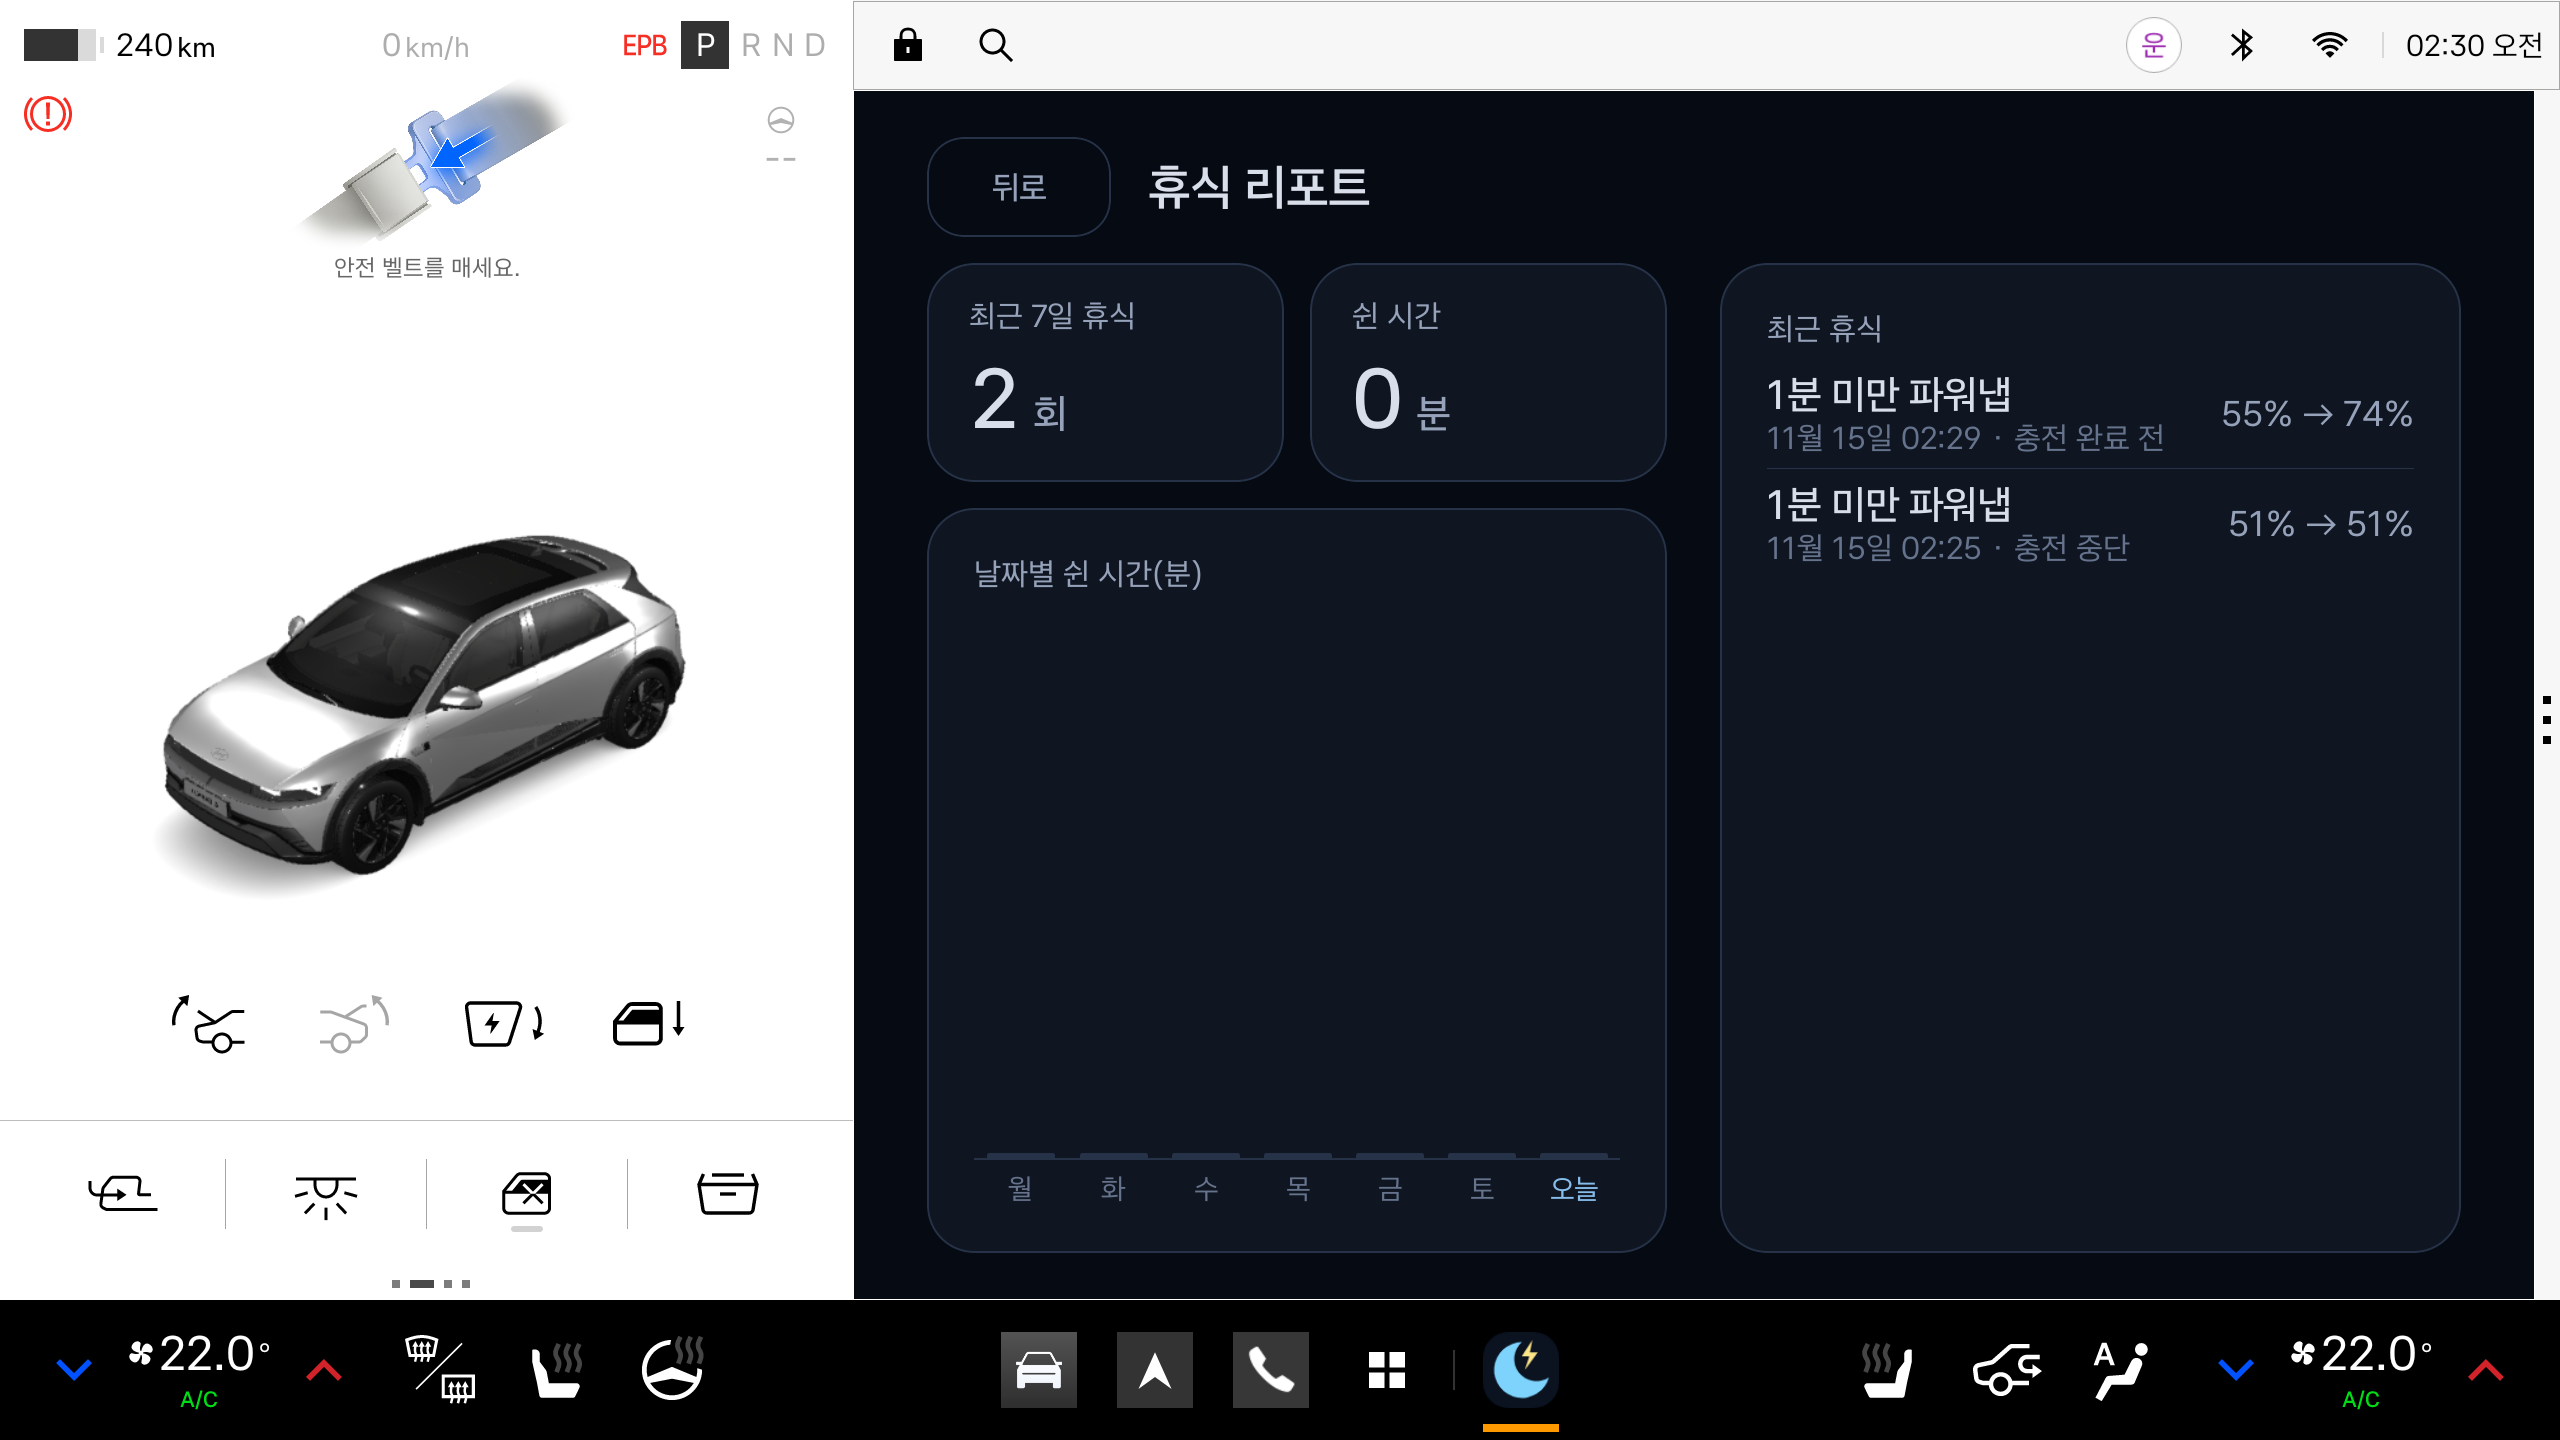 240 km
0 km/h
EPB P R N D
운
02:30 오전
안전 벨트를 매세요.
뒤로
휴식 리포트
최근 7일 휴식
2 회
쉰 시간
0 분
날짜별 쉰 시간(분)
월 화 수 목 금 토 오늘
최근 휴식
1분 미만 파워냅
11월 15일 02:29 · 충전 완료 전
55% → 74%
1분 미만 파워냅
11월 15일 02:25 · 충전 중단
51% → 51%
22.0°
A/C
A
22.0°
A/C